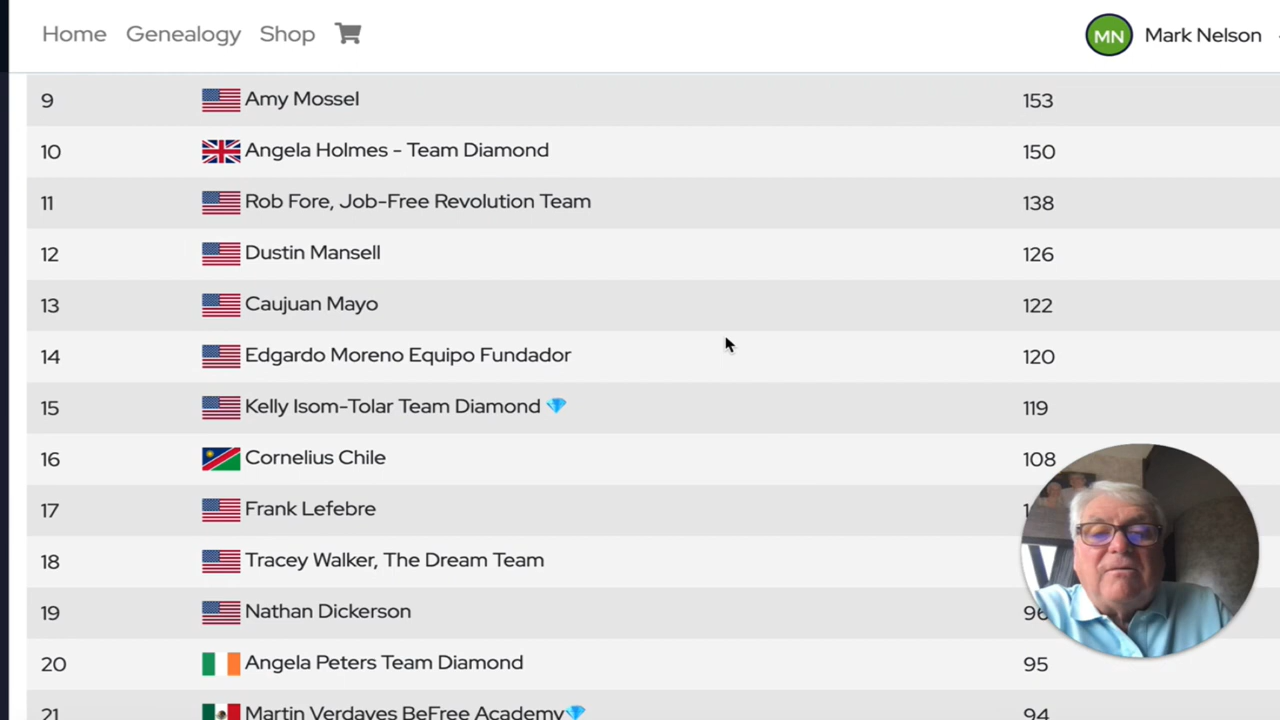 Home Genealogy Shop MN Mark Nelson
9 Amy Mossel 153
10 Angela Holmes - Team Diamond 150
11 Rob Fore, Job-Free Revolution Team 138
12 Dustin Mansell 126
13 Caujuan Mayo 122
14 Edgardo Moreno Equipo Fundador 120
15 Kelly Isom-Tolar Team Diamond 💎 119
16 Cornelius Chile 108
17 Frank Lefebre
18 Tracey Walker, The Dream Team
19 Nathan Dickerson 96
20 Angela Peters Team Diamond 95
21 Martin Verdayes BeFree Academy💎 94